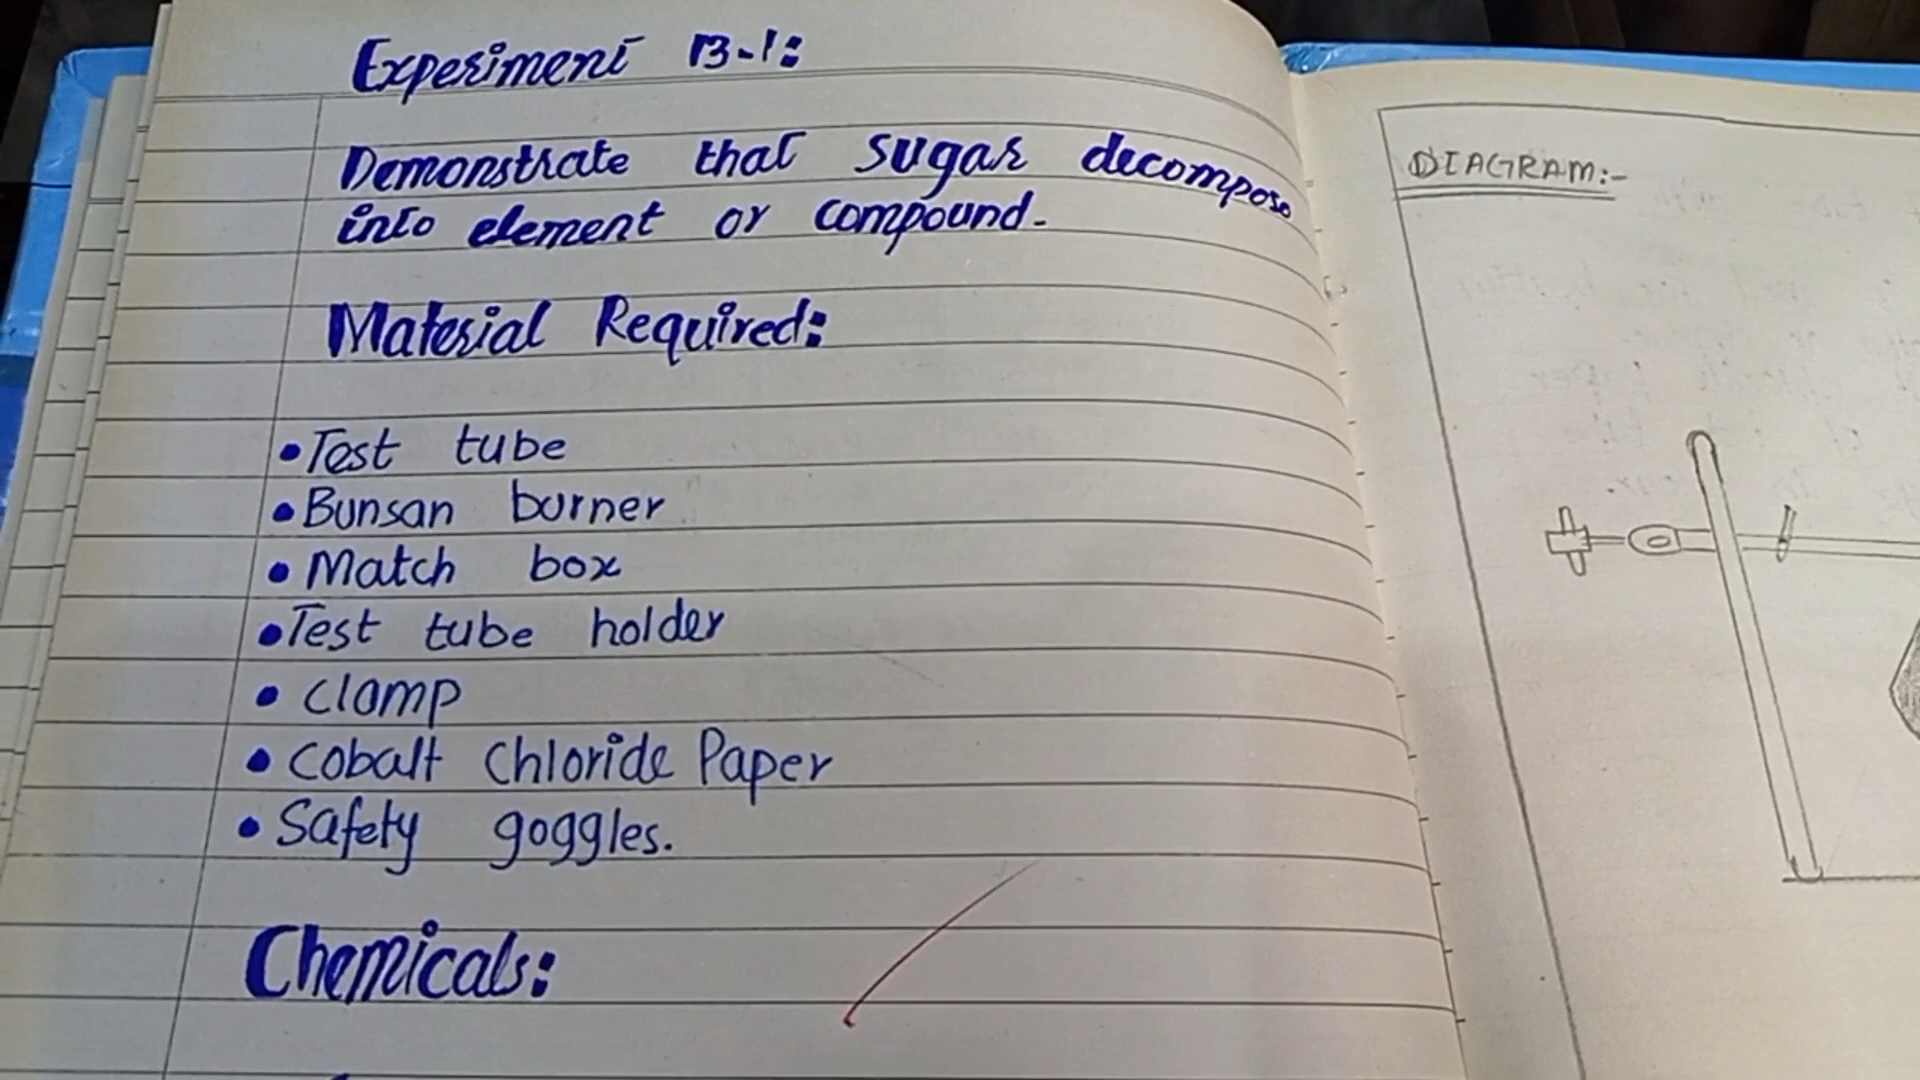 Experiment 13-1:
Demonstrate that sugar decompose
into element or compound.
Material Required:
• Test tube
• Bunsan burner
• Match box
• Test tube holder
• Clamp
• Cobalt Chloride Paper
• Safety goggles.
Chemicals:
DIAGRAM:-